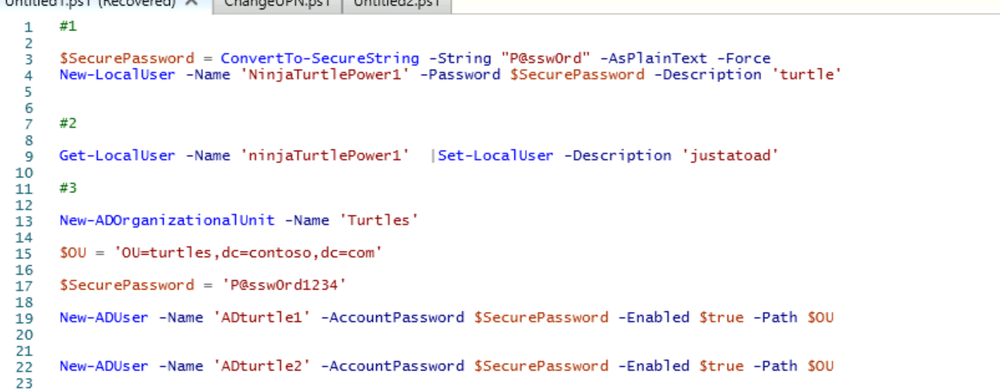 Untitled1.ps1 (Recovered) X ChangeUPN.ps1 Untitled2.ps1
1 #1
2
3 $SecurePassword = ConvertTo-SecureString -String "P@ssw0rd" -AsPlainText -Force
4 New-LocalUser -Name 'NinjaTurtlePower1' -Password $SecurePassword -Description 'turtle'
5
6
7 #2
8
9 Get-LocalUser -Name 'ninjaTurtlePower1' |Set-LocalUser -Description 'justatoad'
10
11 #3
12
13 New-ADOrganizationalUnit -Name 'Turtles'
14
15 $OU = 'OU=turtles,dc=contoso,dc=com'
16
17 $SecurePassword = 'P@ssw0rd1234'
18
19 New-ADUser -Name 'ADturtle1' -AccountPassword $SecurePassword -Enabled $true -Path $OU
20
21
22 New-ADUser -Name 'ADturtle2' -AccountPassword $SecurePassword -Enabled $true -Path $OU
23